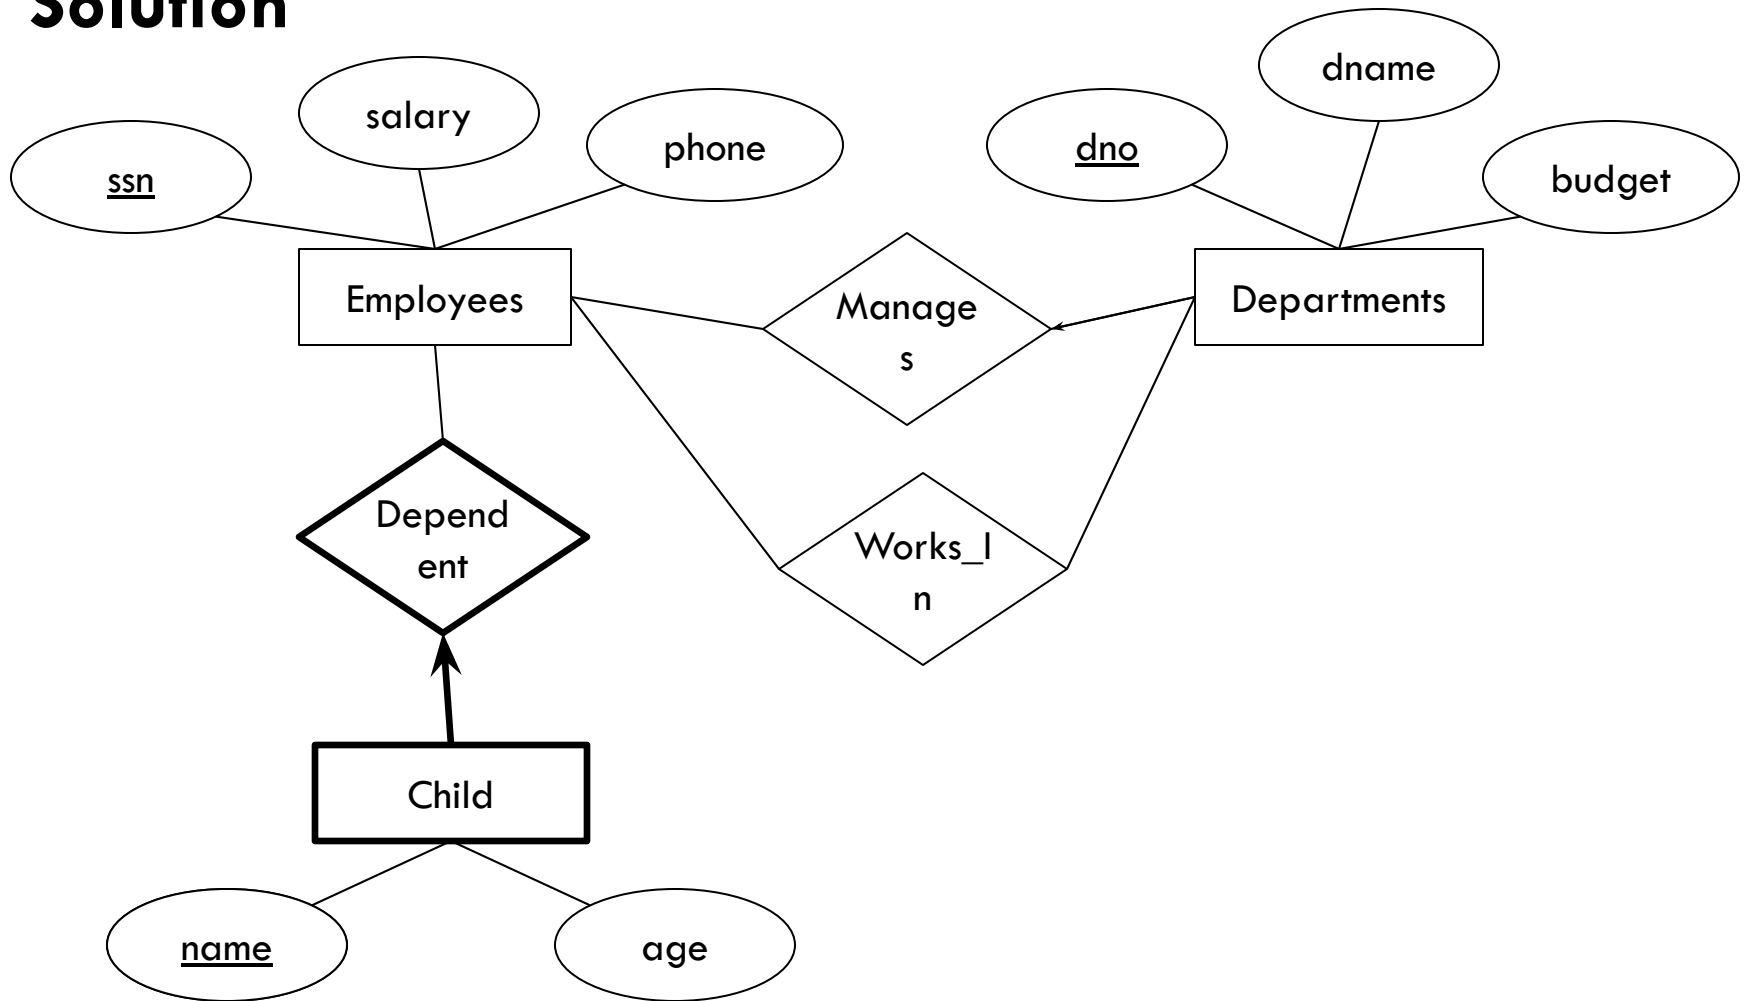 Solution
dname
salary
phone
dno
ssn
budget
Employees
Manage
s
Departments
Depend
ent
Works_I
n
Child
name
age